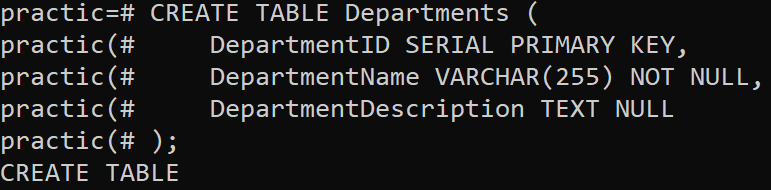 practic=# CREATE TABLE Departments (
practic(#     DepartmentID SERIAL PRIMARY KEY,
practic(#     DepartmentName VARCHAR(255) NOT NULL,
practic(#     DepartmentDescription TEXT NULL
practic(# );
CREATE TABLE